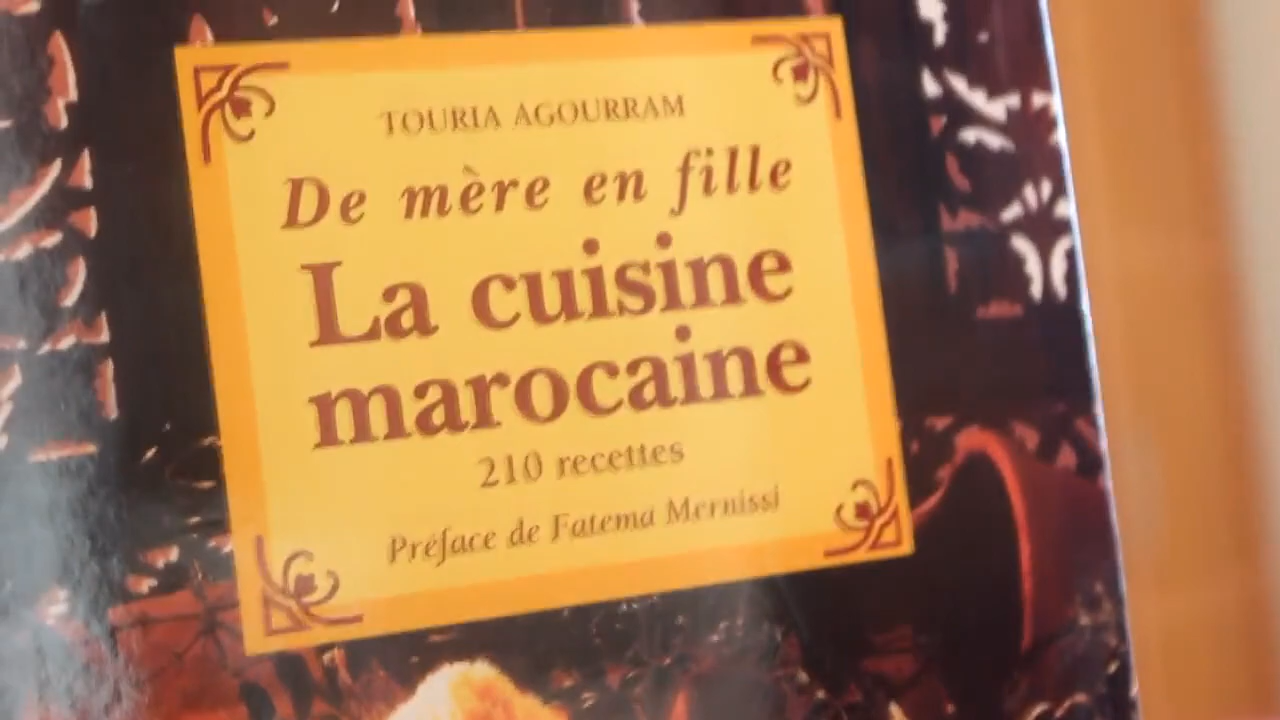 TOURIA AGOURRAM
De mère en fille
La cuisine
marocaine
210 recettes
Préface de Fatema Mernissi